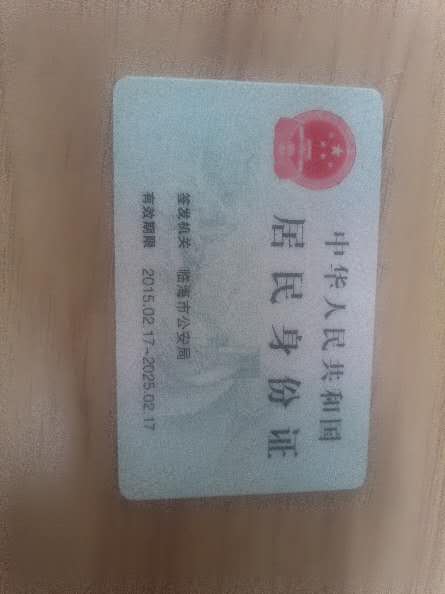 中华人民共和国
居民身份证
签发机关 临海市公安局
有效期限 2015.02.17-2025.02.17